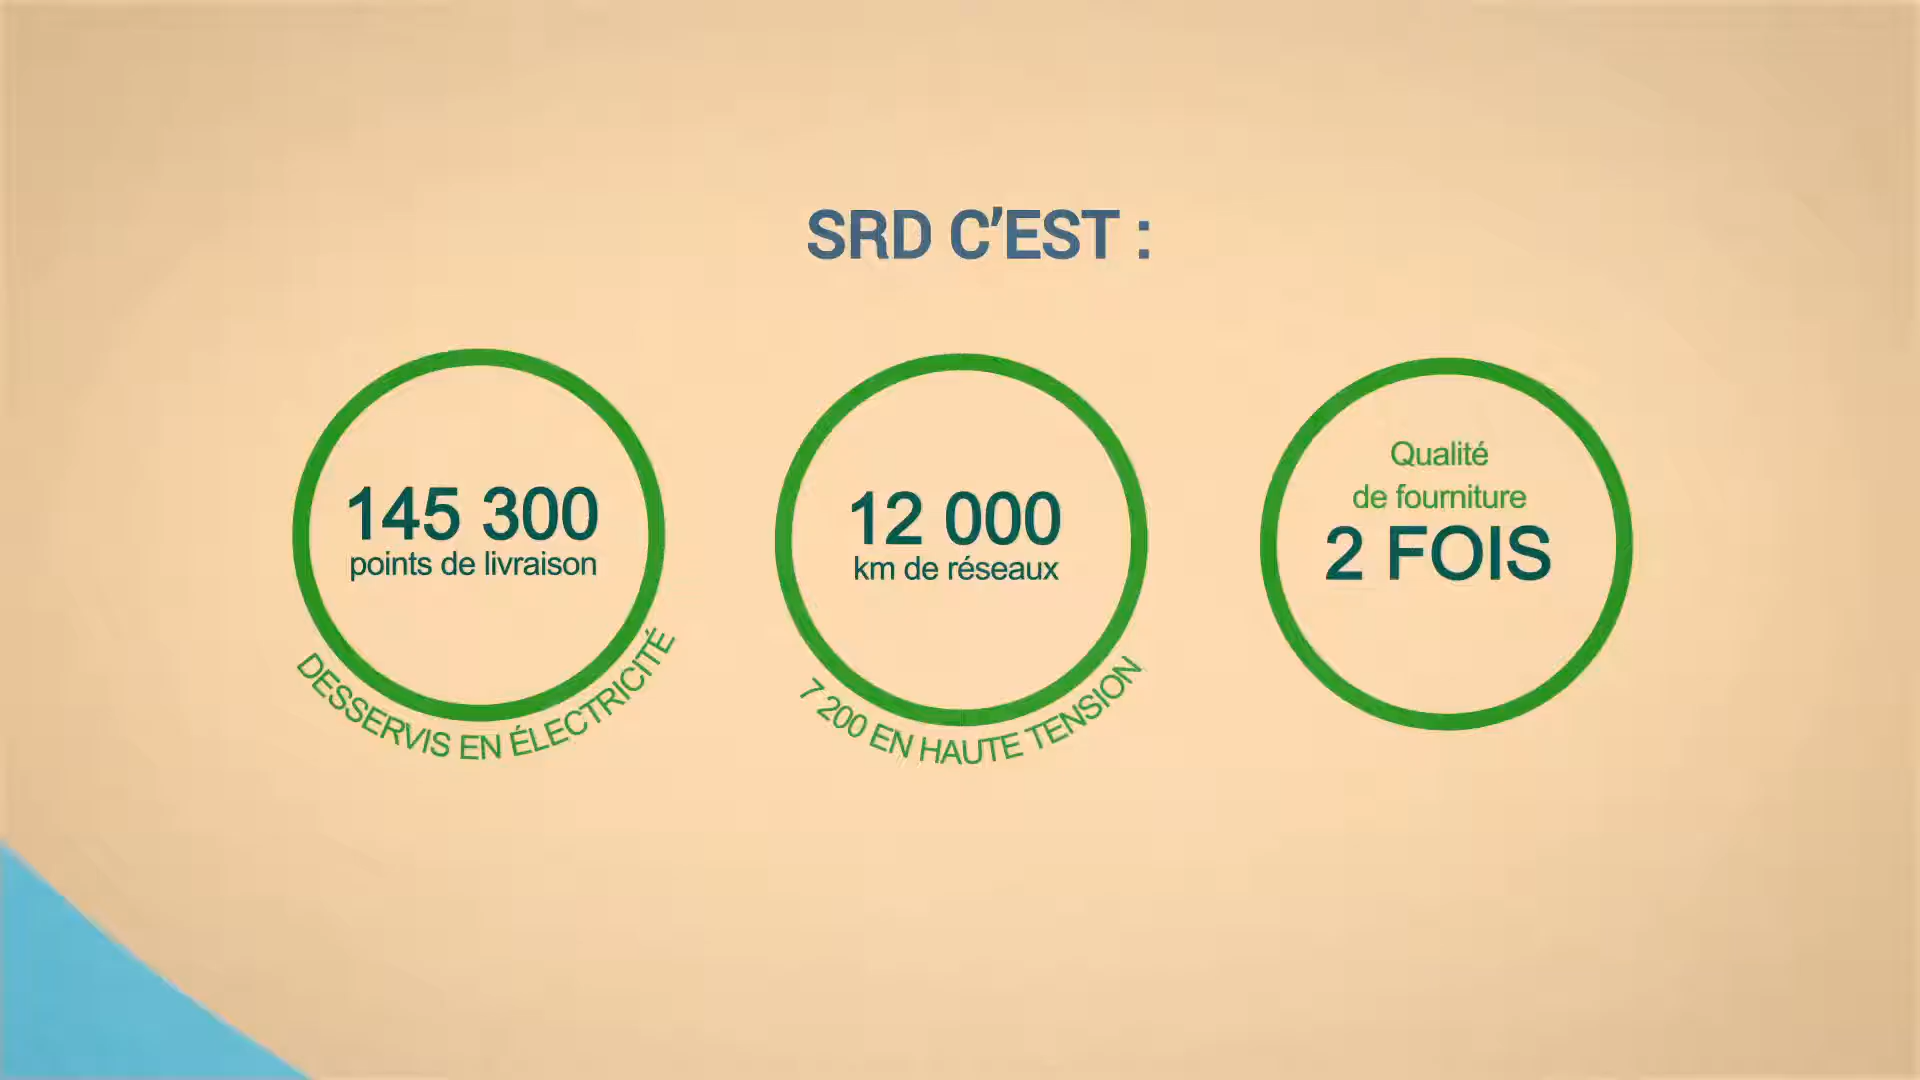 SRD C’EST :
145 300
points de livraison
DESSERVIS EN ÉLECTRICITÉ
12 000
km de réseaux
7 200 EN HAUTE TENSION
Qualité
de fourniture
2 FOIS